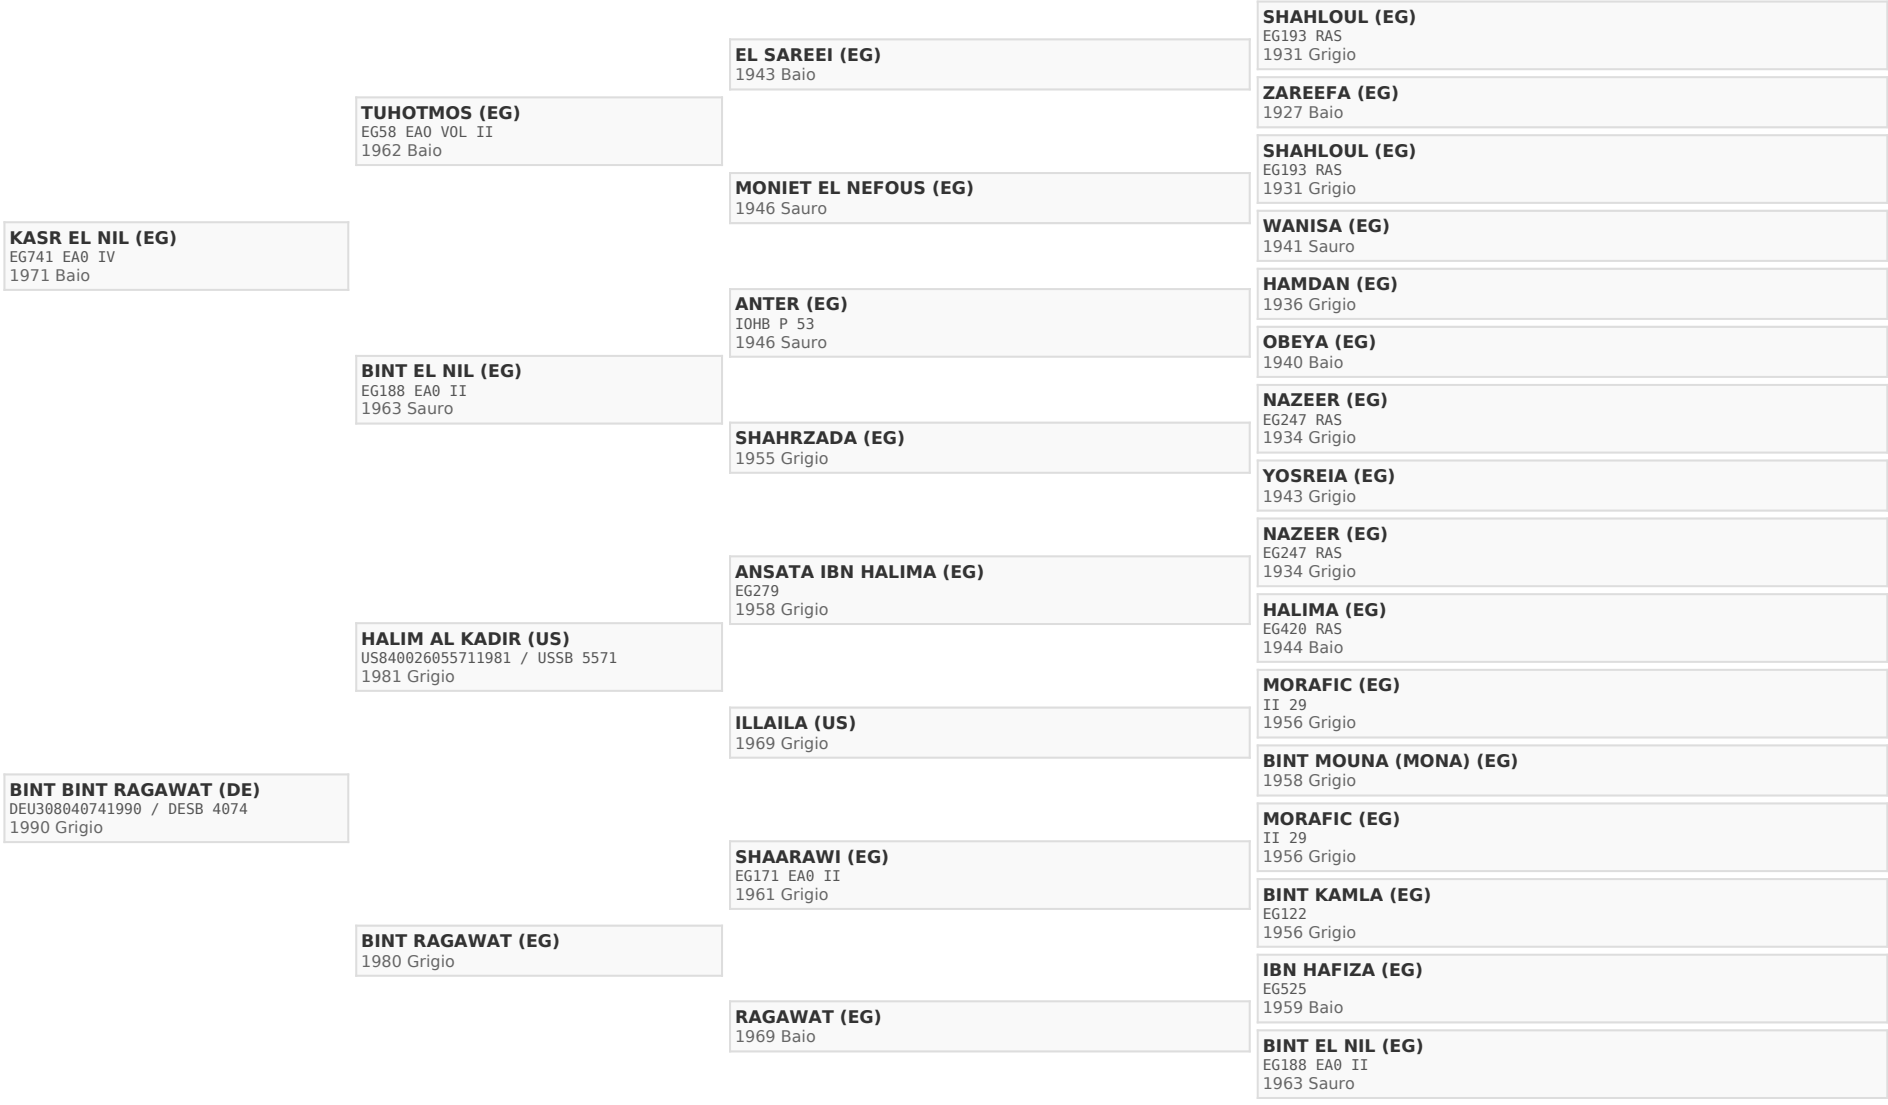 KASR EL NIL (EG)
EG741 EA0 IV
1971 Baio
BINT BINT RAGAWAT (DE)
DEU308040741990 / DESB 4074
1990 Grigio
TUHOTMOS (EG)
EG58 EAO VOL II
1962 Baio
BINT EL NIL (EG)
EG188 EA0 II
1963 Sauro
HALIM AL KADIR (US)
US840026055711981 / USSB 5571
1981 Grigio
BINT RAGAWAT (EG)
1980 Grigio
EL SAREEI (EG)
1943 Baio
MONIET EL NEFOUS (EG)
1946 Sauro
ANTER (EG)
IOHB P 53
1946 Sauro
SHAHRZADA (EG)
1955 Grigio
ANSATA IBN HALIMA (EG)
EG279
1958 Grigio
ILLAILA (US)
1969 Grigio
SHAARAWI (EG)
EG171 EA0 II
1961 Grigio
RAGAWAT (EG)
1969 Baio
SHAHLOUL (EG)
EG193 RAS
1931 Grigio
ZAREEFA (EG)
1927 Baio
SHAHLOUL (EG)
EG193 RAS
1931 Grigio
WANISA (EG)
1941 Sauro
HAMDAN (EG)
1936 Grigio
OBEYA (EG)
1940 Baio
NAZEER (EG)
EG247 RAS
1934 Grigio
YOSREIA (EG)
1943 Grigio
NAZEER (EG)
EG247 RAS
1934 Grigio
HALIMA (EG)
EG420 RAS
1944 Baio
MORAFIC (EG)
II 29
1956 Grigio
BINT MOUNA (MONA) (EG)
1958 Grigio
MORAFIC (EG)
II 29
1956 Grigio
BINT KAMLA (EG)
EG122
1956 Grigio
IBN HAFIZA (EG)
EG525
1959 Baio
BINT EL NIL (EG)
EG188 EA0 II
1963 Sauro